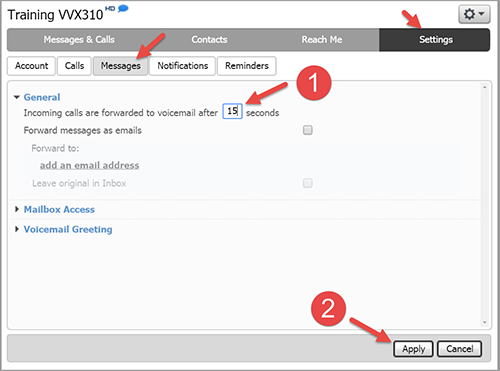 Training VVX310 HD
Messages & Calls Contacts Reach Me Settings
Account Calls Messages Notifications Reminders
1
General
Incoming calls are forwarded to voicemail after 15 seconds
Forward messages as emails
Forward to:
add an email address
Leave original in Inbox
Mailbox Access
Voicemail Greeting
2
Apply Cancel